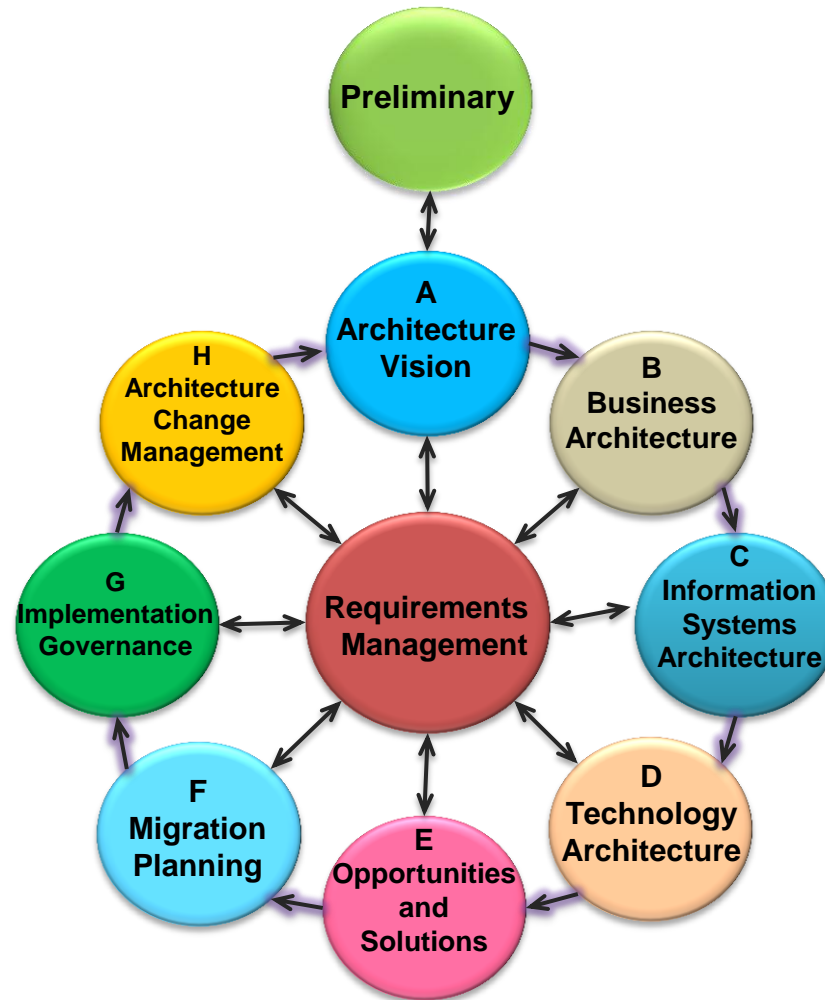 Preliminary
A
Architecture
Vision
B
Business
Architecture
C
Information
Systems
Architecture
D
Technology
Architecture
E
Opportunities
and
Solutions
F
Migration
Planning
G
Implementation
Governance
H
Architecture
Change
Management
Requirements
Management